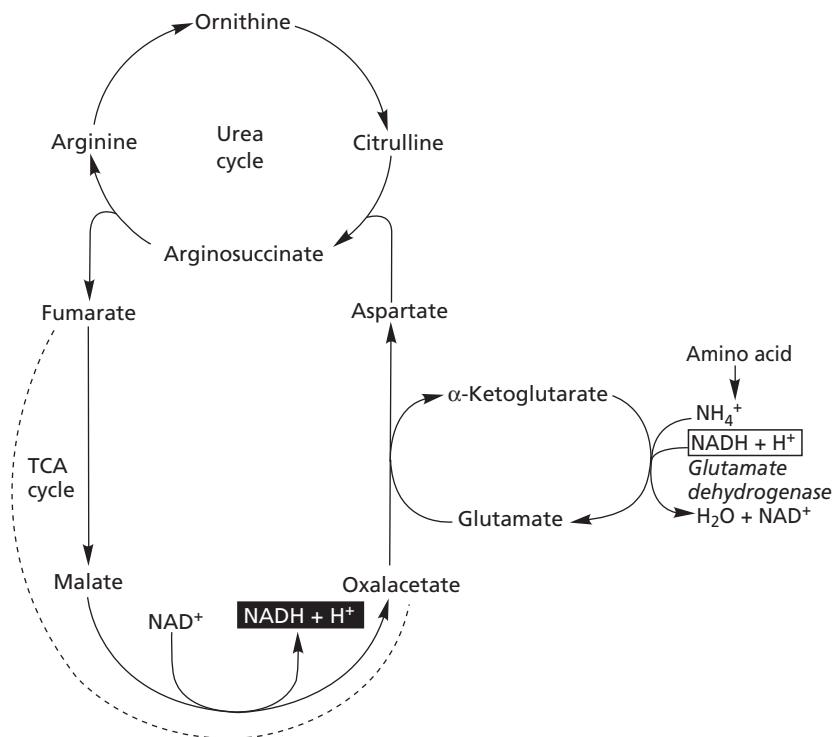 Ornithine
Arginine
Urea
cycle
Citrulline
Arginosuccinate
Fumarate
Aspartate
Amino acid
α-Ketoglutarate
NH₄⁺
NADH + H⁺
Glutamate
dehydrogenase
H₂O + NAD⁺
TCA
cycle
Glutamate
Malate
Oxalacetate
NAD⁺
NADH + H⁺